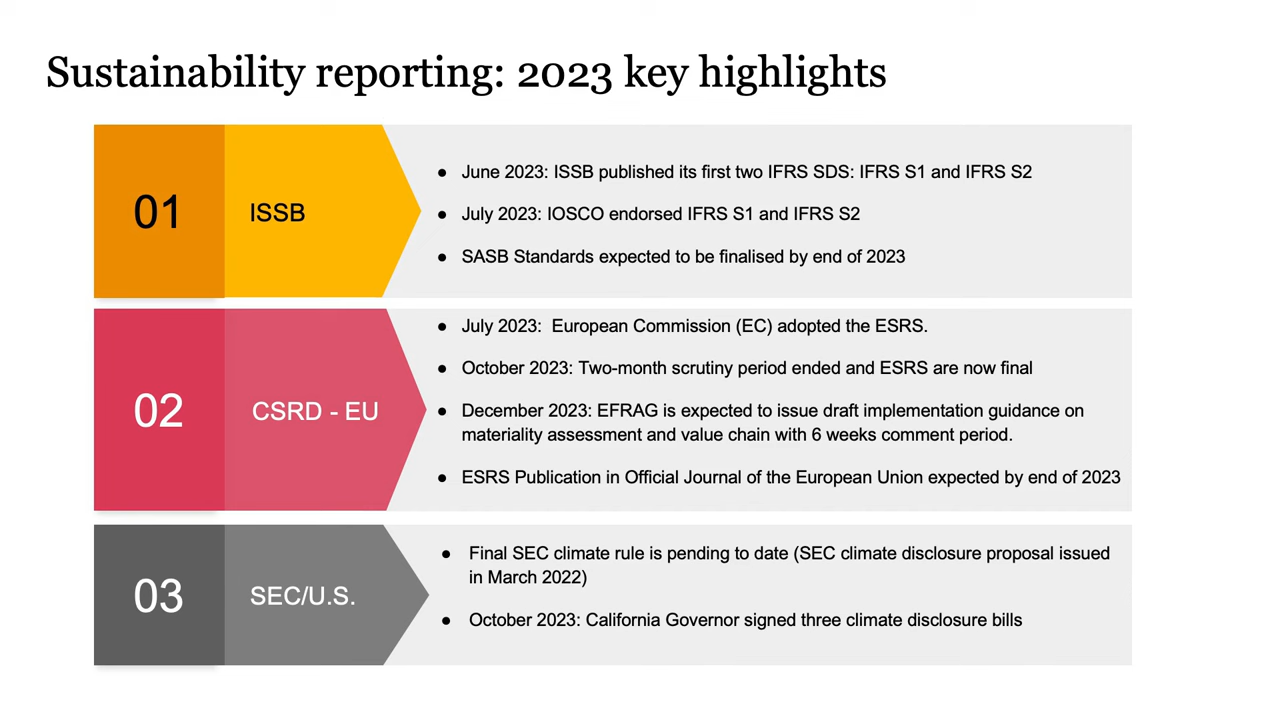 Sustainability reporting: 2023 key highlights
01
ISSB
● June 2023: ISSB published its first two IFRS SDS: IFRS S1 and IFRS S2
● July 2023: IOSCO endorsed IFRS S1 and IFRS S2
● SASB Standards expected to be finalised by end of 2023
02
CSRD - EU
● July 2023:  European Commission (EC) adopted the ESRS.
● October 2023: Two-month scrutiny period ended and ESRS are now final
● December 2023: EFRAG is expected to issue draft implementation guidance on
materiality assessment and value chain with 6 weeks comment period.
● ESRS Publication in Official Journal of the European Union expected by end of 2023
03
SEC/U.S.
● Final SEC climate rule is pending to date (SEC climate disclosure proposal issued
in March 2022)
● October 2023: California Governor signed three climate disclosure bills